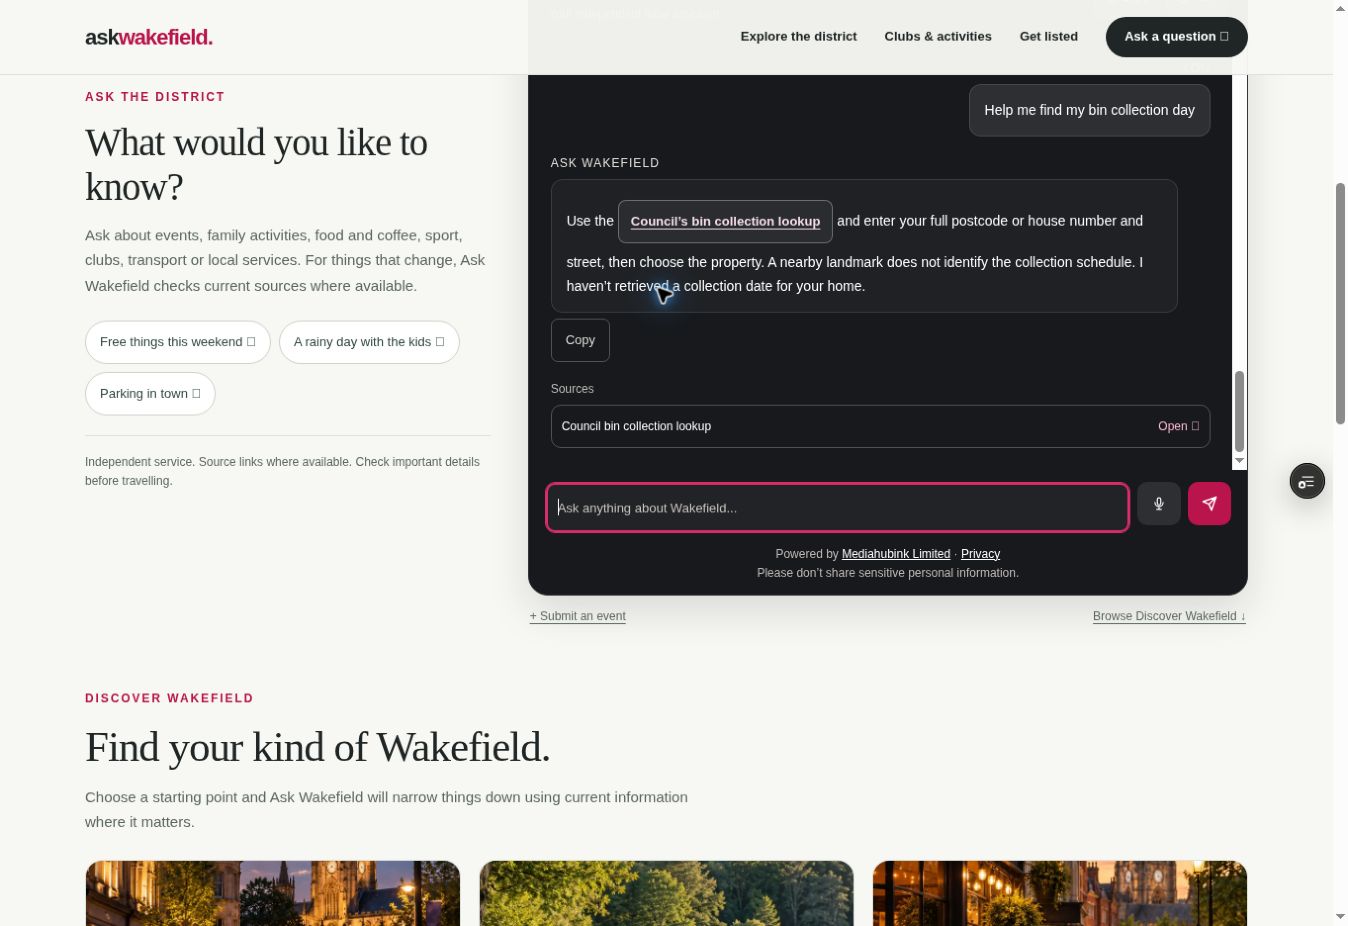 askwakefield.
Explore the district
Clubs & activities
Get listed
Ask a question
ASK THE DISTRICT
What would you like to
know?
Ask about events, family activities, food and coffee, sport,
clubs, transport or local services. For things that change, Ask
Wakefield checks current sources where available.
Free things this weekend
A rainy day with the kids
Parking in town
Independent service. Source links where available. Check important details
before travelling.
Help me find my bin collection day
ASK WAKEFIELD
Use the Council’s bin collection lookup and enter your full postcode or house number and
street, then choose the property. A nearby landmark does not identify the collection schedule. I
haven’t retrieved a collection date for your home.
Copy
Sources
Council bin collection lookup
Open
Ask anything about Wakefield...
Powered by Mediahubink Limited · Privacy
Please don’t share sensitive personal information.
+ Submit an event
Browse Discover Wakefield ↓
DISCOVER WAKEFIELD
Find your kind of Wakefield.
Choose a starting point and Ask Wakefield will narrow things down using current information
where it matters.